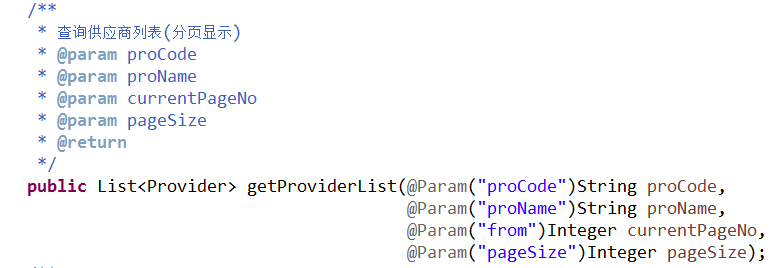 /**
* 查询供应商列表(分页显示)
* @param proCode
* @param proName
* @param currentPageNo
* @param pageSize
* @return
*/
public List<Provider> getProviderList(@Param("proCode")String proCode,
@Param("proName")String proName,
@Param("from")Integer currentPageNo,
@Param("pageSize")Integer pageSize);